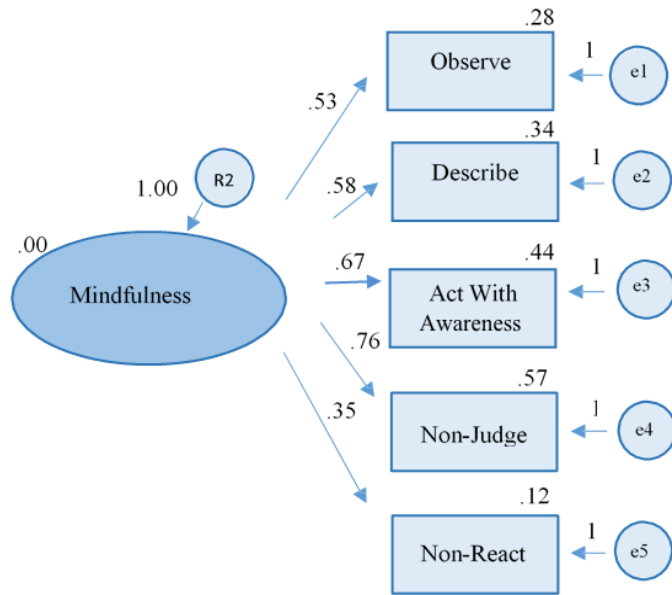 .28
Observe
1
e1
.53
.34
Describe
1
e2
.58
1.00
R2
.00
Mindfulness
.67
.44
Act With
Awareness
1
e3
.76
.57
Non-Judge
1
e4
.35
.12
Non-React
1
e5